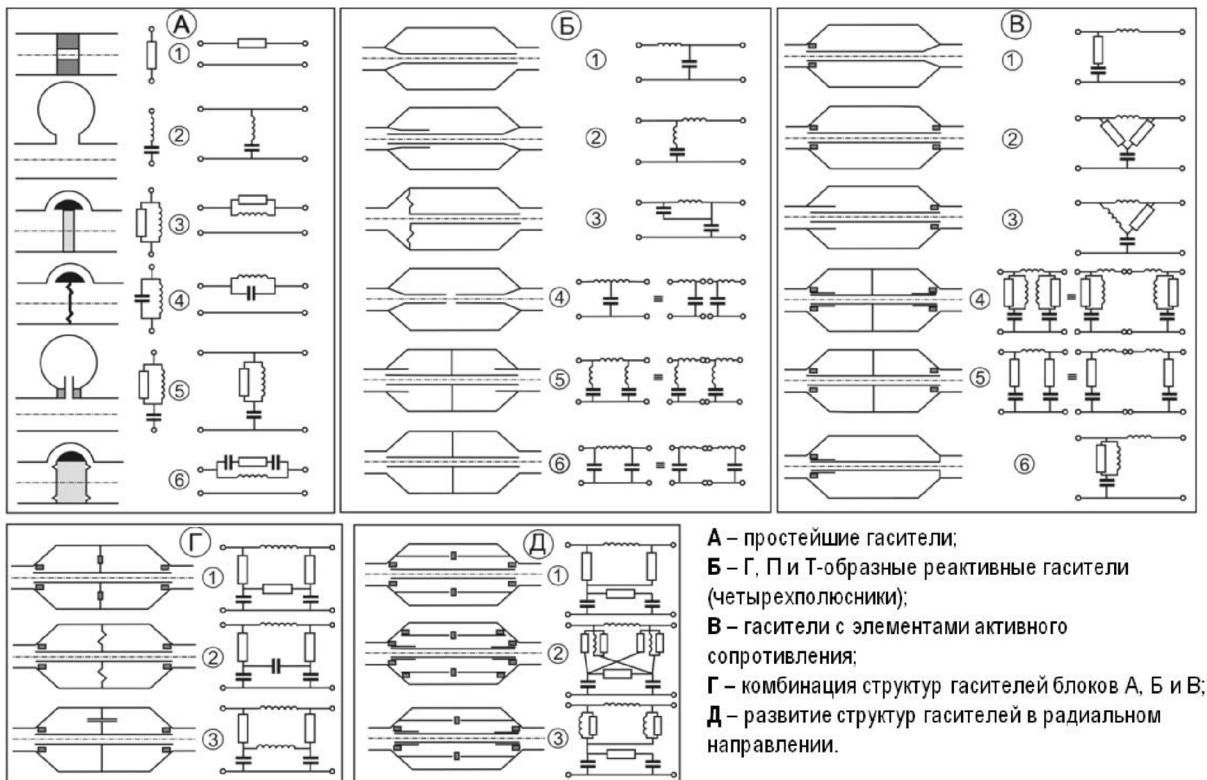 А
①
②
③
④
⑤
⑥
Б
①
②
③
④
≡
⑤
≡
⑥
≡
В
①
②
③
④
≡
⑤
≡
⑥
Г
①
②
③
Д
①
②
③
А – простейшие гасители;
Б – Г, П и Т-образные реактивные гасители
(четырехполюсники);
В – гасители с элементами активного
сопротивления;
Г – комбинация структур гасителей блоков А, Б и В;
Д – развитие структур гасителей в радиальном
направлении.